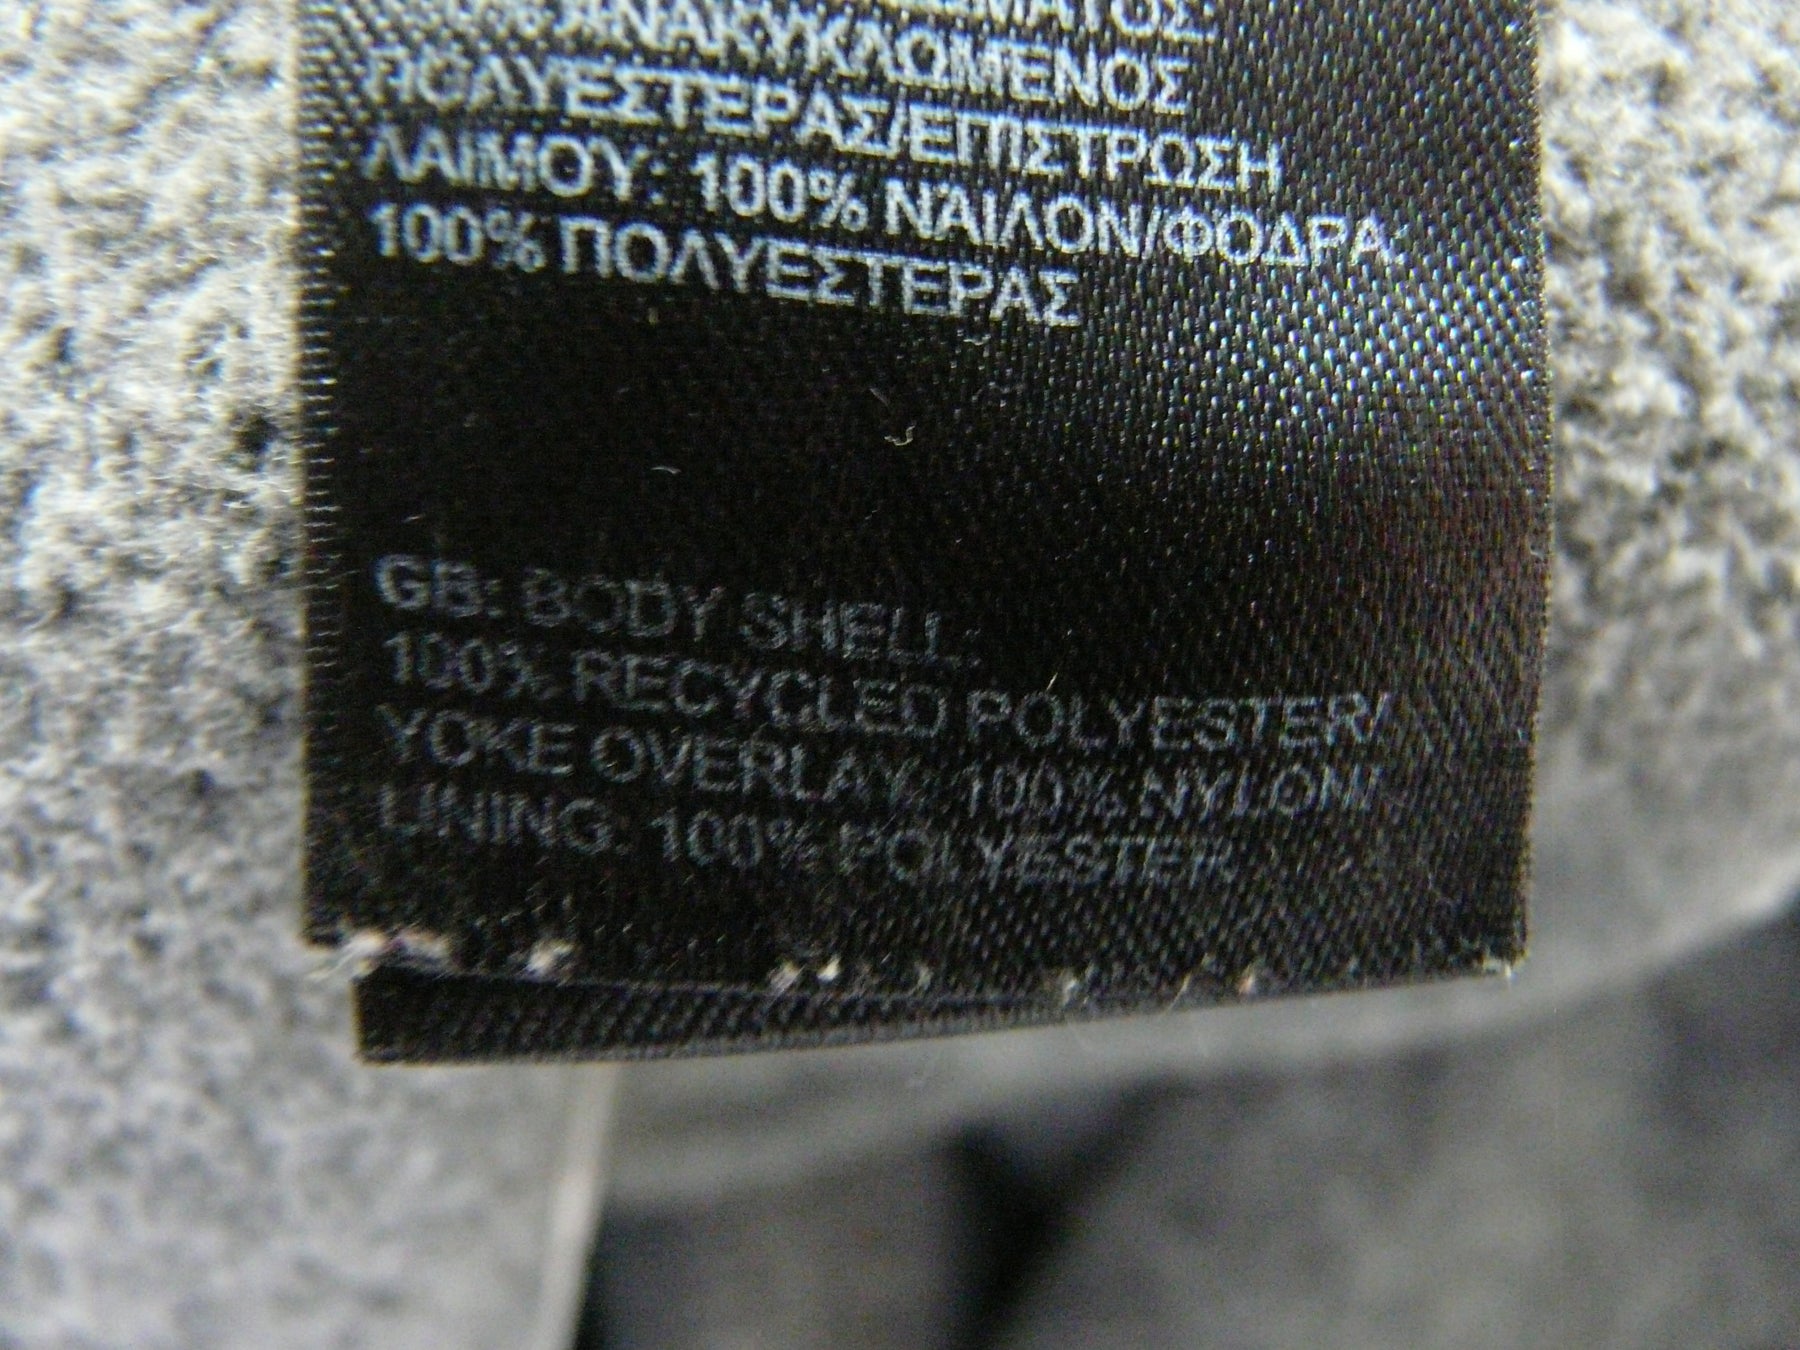 ΑΝΑΚΥΚΛΩΜΕΝΟΣ
ΠΟΛΥΕΣΤΕΡΑΣ/ΕΠΙΣΤΡΩΣΗ
ΛΑΙΜΟΥ: 100% ΝΑΙΛΟΝ/ΦΟΔΡΑ:
100% ΠΟΛΥΕΣΤΕΡΑΣ
GB: BODY SHELL:
100% RECYCLED POLYESTER/
YOKE OVERLAY: 100% NYLON/
LINING: 100% POLYESTER